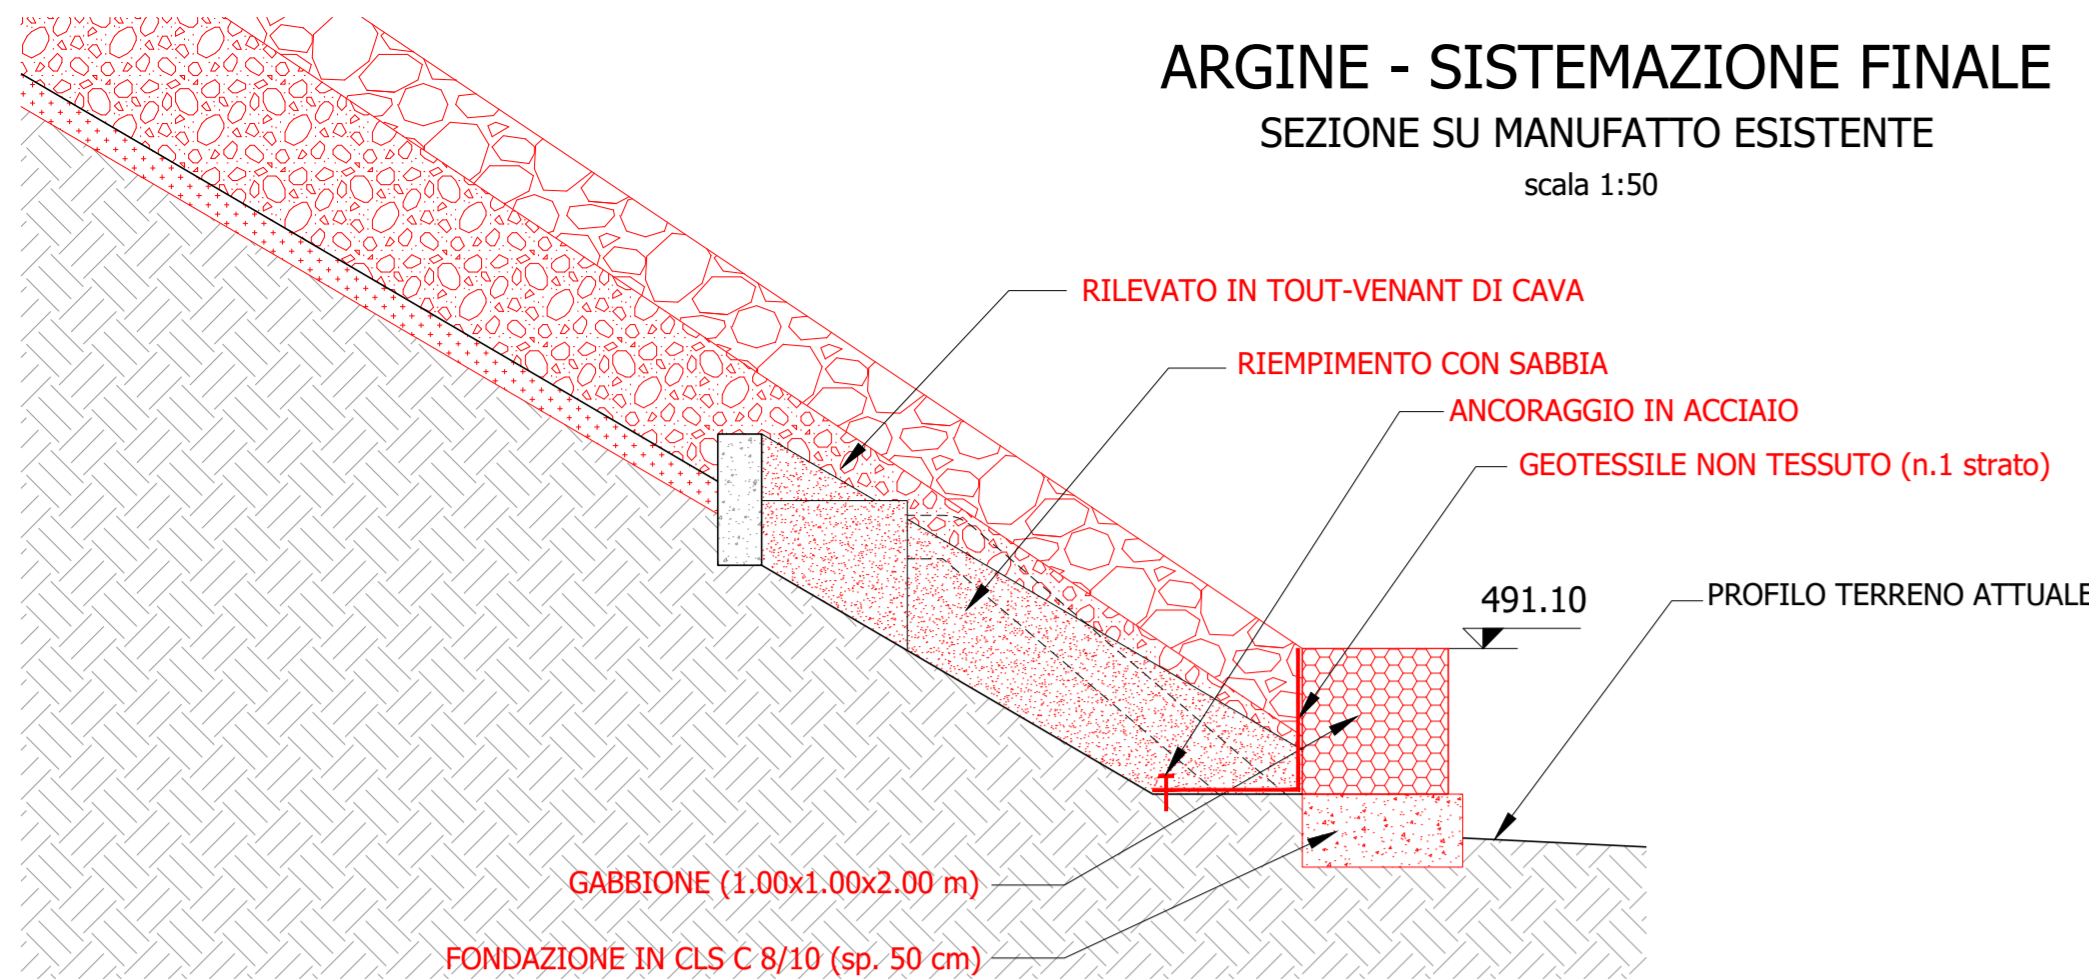 ARGINE - SISTEMAZIONE FINALE
SEZIONE SU MANUFATTO ESISTENTE
scala 1:50
RILEVATO IN TOUT-VENANT DI CAVA
RIEMPIMENTO CON SABBIA
ANCORAGGIO IN ACCIAIO
GEOTESSILE NON TESSUTO (n.1 strato)
491.10
PROFILO TERRENO ATTUALE
GABBIONE (1.00x1.00x2.00 m)
FONDAZIONE IN CLS C 8/10 (sp. 50 cm)